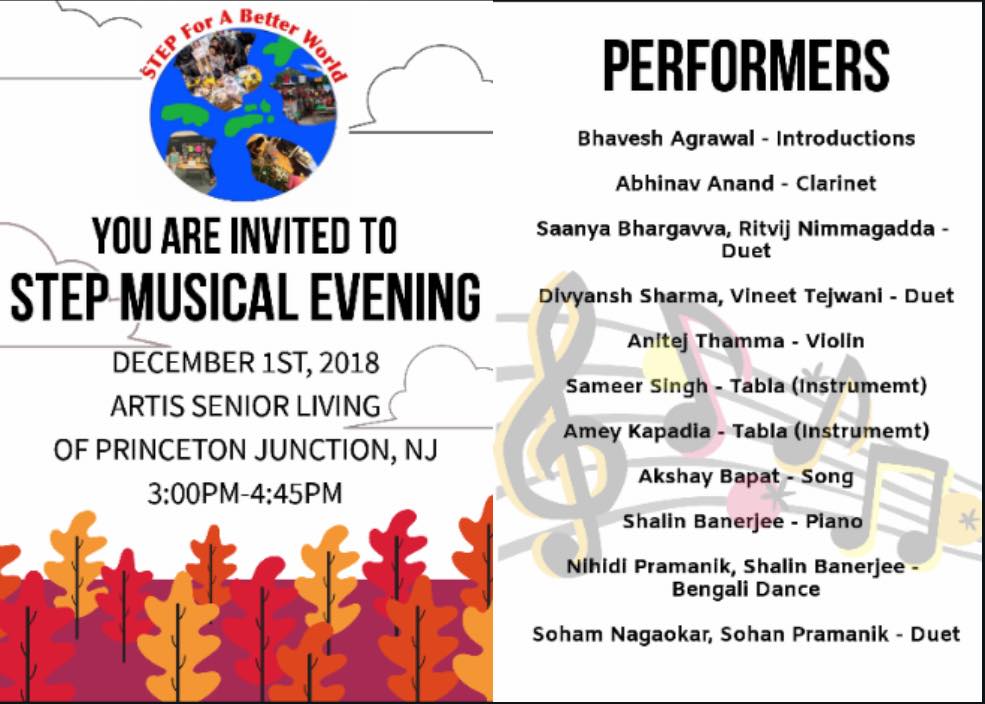 STEP For A Better World
YOU ARE INVITED TO
STEP MUSICAL EVENING
DECEMBER 1ST, 2018
ARTIS SENIOR LIVING
OF PRINCETON JUNCTION, NJ
3:00PM-4:45PM
PERFORMERS
Bhavesh Agrawal - Introductions
Abhinav Anand - Clarinet
Saanya Bhargavva, Ritvij Nimmagadda -
Duet
Divyansh Sharma, Vineet Tejwani - Duet
Anitej Thamma - Violin
Sameer Singh - Tabla (Instrumemt)
Amey Kapadia - Tabla (Instrumemt)
Akshay Bapat - Song
Shalin Banerjee - Piano
Nihidi Pramanik, Shalin Banerjee -
Bengali Dance
Soham Nagaokar, Sohan Pramanik - Duet